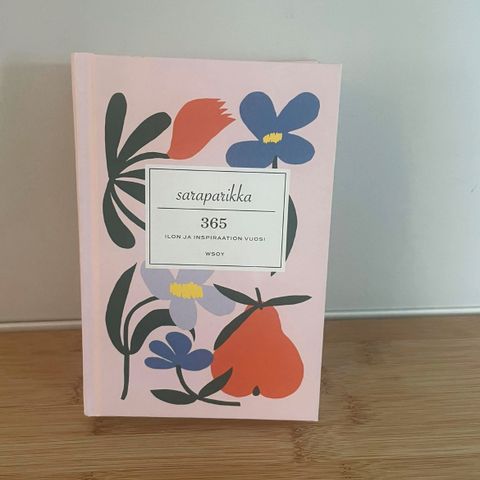 saraparikka
365
ILON JA INSPIRAATION VUOSI
WSOY